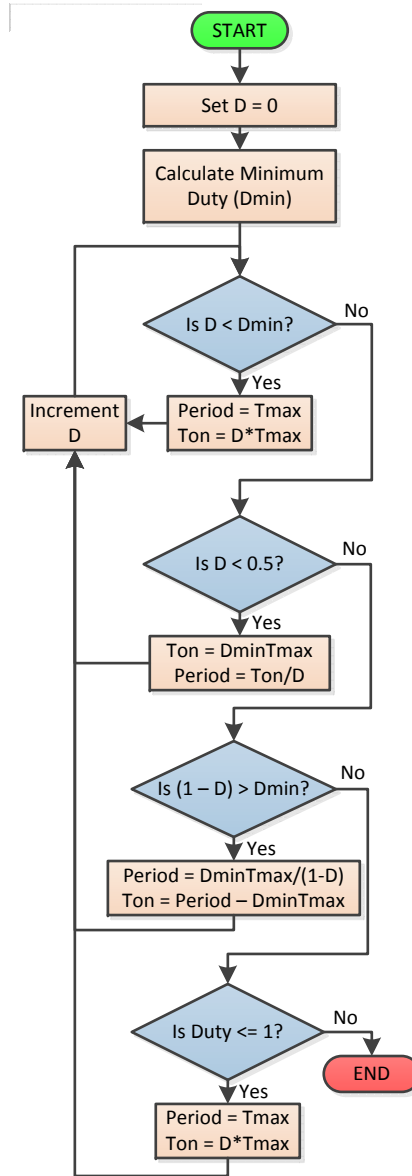 START
Set D = 0
Calculate Minimum
Duty (Dmin)
Is D < Dmin?
No
Yes
Increment
D
Period = Tmax
Ton = D*Tmax
Is D < 0.5?
No
Yes
Ton = DminTmax
Period = Ton/D
Is (1 – D) > Dmin?
No
Yes
Period = DminTmax/(1-D)
Ton = Period – DminTmax
Is Duty <= 1?
No
END
Yes
Period = Tmax
Ton = D*Tmax